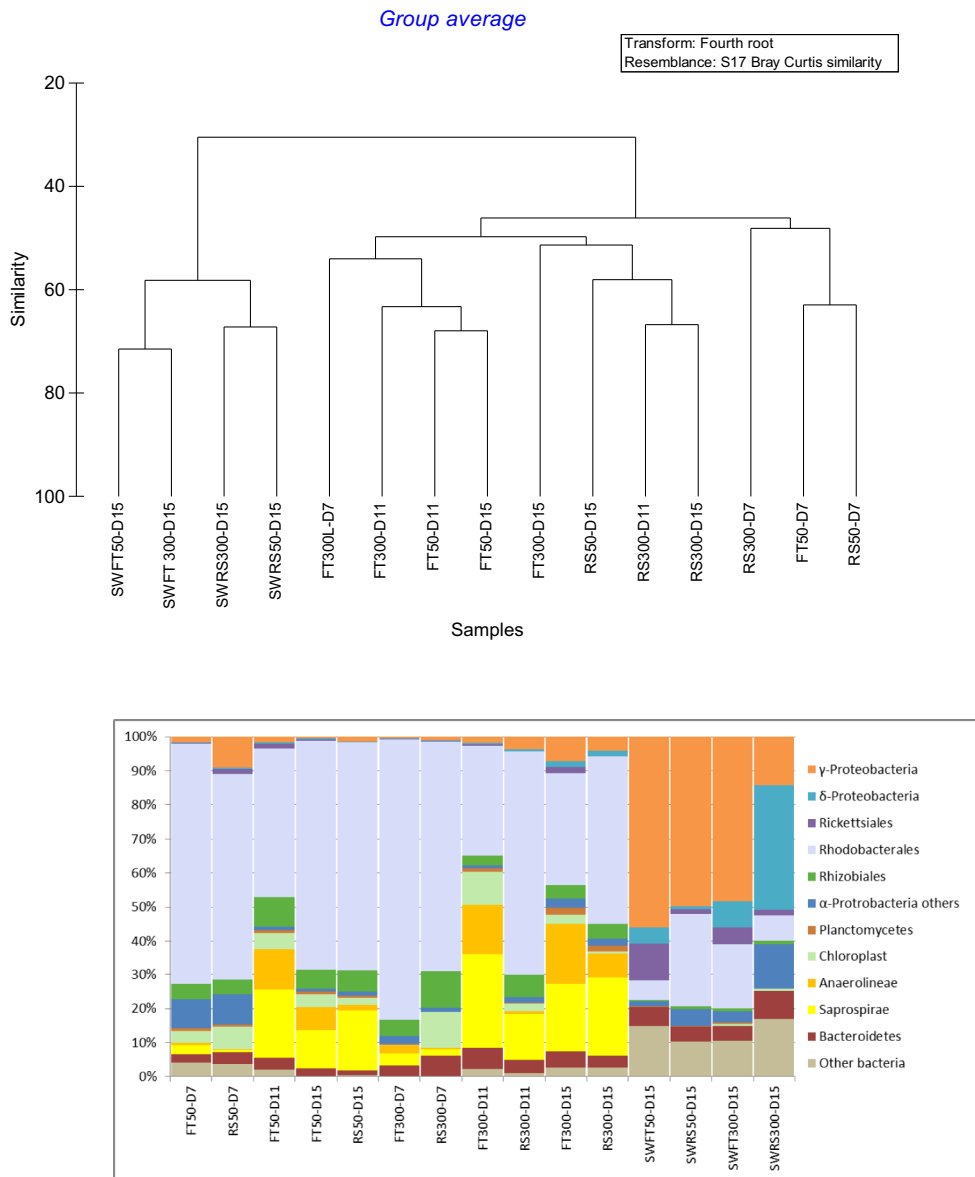 Group average
Transform: Fourth root
Resemblance: S17 Bray Curtis similarity
20
40
60
80
100
Similarity
SWFT50-D15
SWFT 300-D15
SWRS300-D15
SWRS50-D15
FT300L-D7
FT300-D11
FT50-D11
FT50-D15
FT300-D15
RS50-D15
RS300-D11
RS300-D15
RS300-D7
FT50-D7
RS50-D7
Samples
100%
90%
80%
70%
60%
50%
40%
30%
20%
10%
0%
FT50-D7
RS50-D7
FT50-D11
FT50-D15
RS50-D15
FT300-D7
RS300-D7
FT300-D11
RS300-D11
FT300-D15
RS300-D15
SWFT50-D15
SWRS50-D15
SWFT300-D15
SWRS300-D15
γ-Proteobacteria
δ-Proteobacteria
Rickettsiales
Rhodobacterales
Rhizobiales
α-Protrobacteria others
Planctomycetes
Chloroplast
Anaerolineae
Saprospirae
Bacteroidetes
Other bacteria